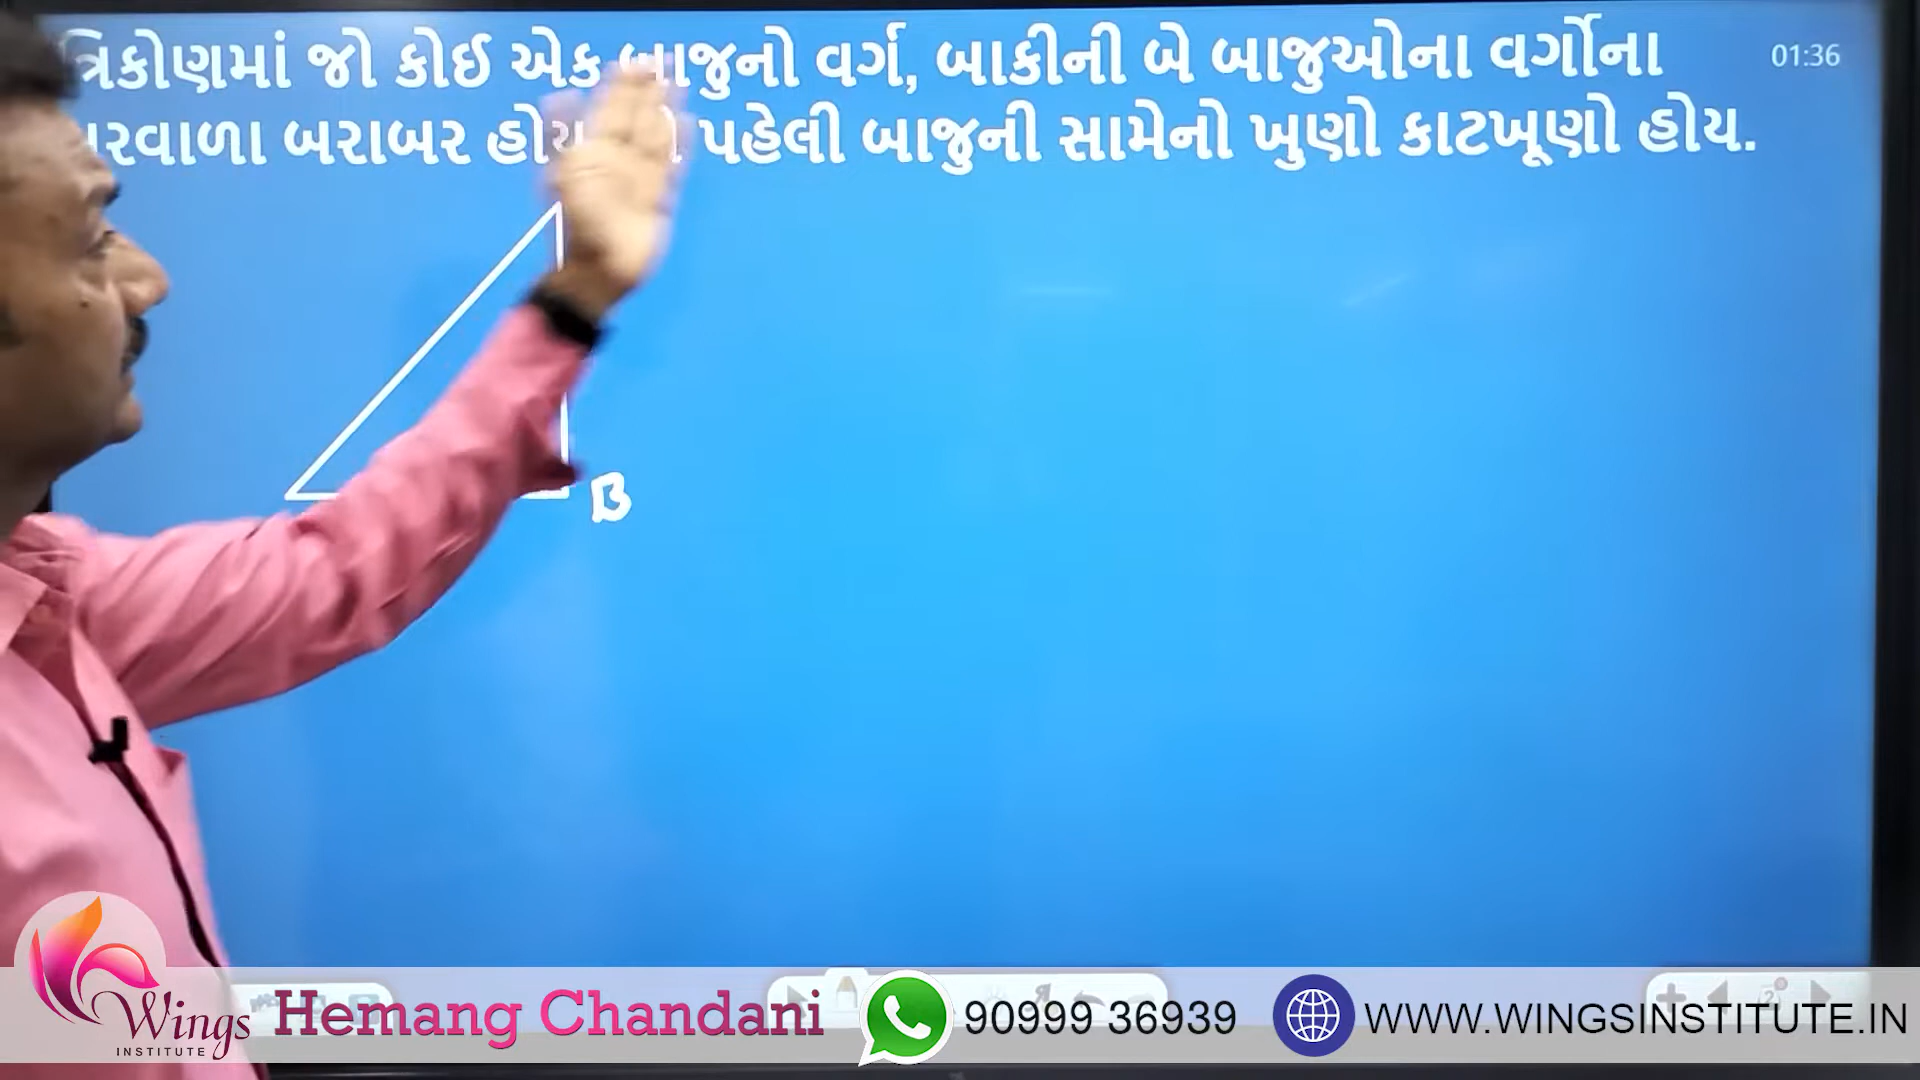 ત્રિકોણમાં જો કોઈ એક બાજુનો વર્ગ, બાકીની બે બાજુઓના વર્ગોના
બરાબર હોય પહેલી બાજુની સામેનો ખુણો કાટખૂણો હોય.
01:36
B
Wings
INSTITUTE
Hemang Chandani
90999 36939
WWW.WINGSINSTITUTE.IN